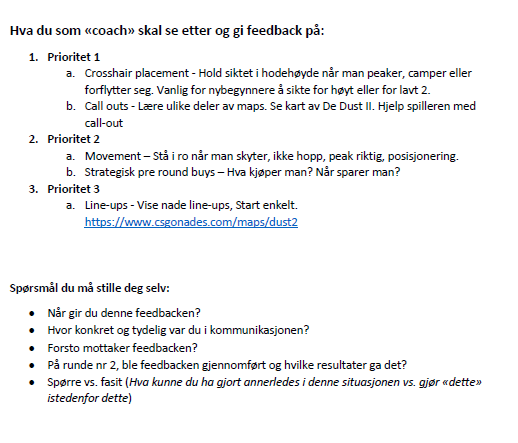 Hva du som «coach» skal se etter og gi feedback på:
1. Prioritet 1
a. Crosshair placement - Hold siktet i hodehøyde når man peaker, camper eller
forflytter seg. Vanlig for nybegynnere å sikte for høyt eller for lavt 2.
b. Call outs - Lære ulike deler av maps. Se kart av De Dust II. Hjelp spilleren med
call-out
2. Prioritet 2
a. Movement – Stå i ro når man skyter, ikke hopp, peak riktig, posisjonering.
b. Strategisk pre round buys – Hva kjøper man? Når sparer man?
3. Prioritet 3
a. Line-ups - Vise nade line-ups, Start enkelt.
https://www.csgonades.com/maps/dust2
Spørsmål du må stille deg selv:
• Når gir du denne feedbacken?
• Hvor konkret og tydelig var du i kommunikasjonen?
• Forsto mottaker feedbacken?
• På runde nr 2, ble feedbacken gjennomført og hvilke resultater ga det?
• Spørre vs. fasit (Hva kunne du ha gjort annerledes i denne situasjonen vs. gjør «dette»
istedenfor dette)